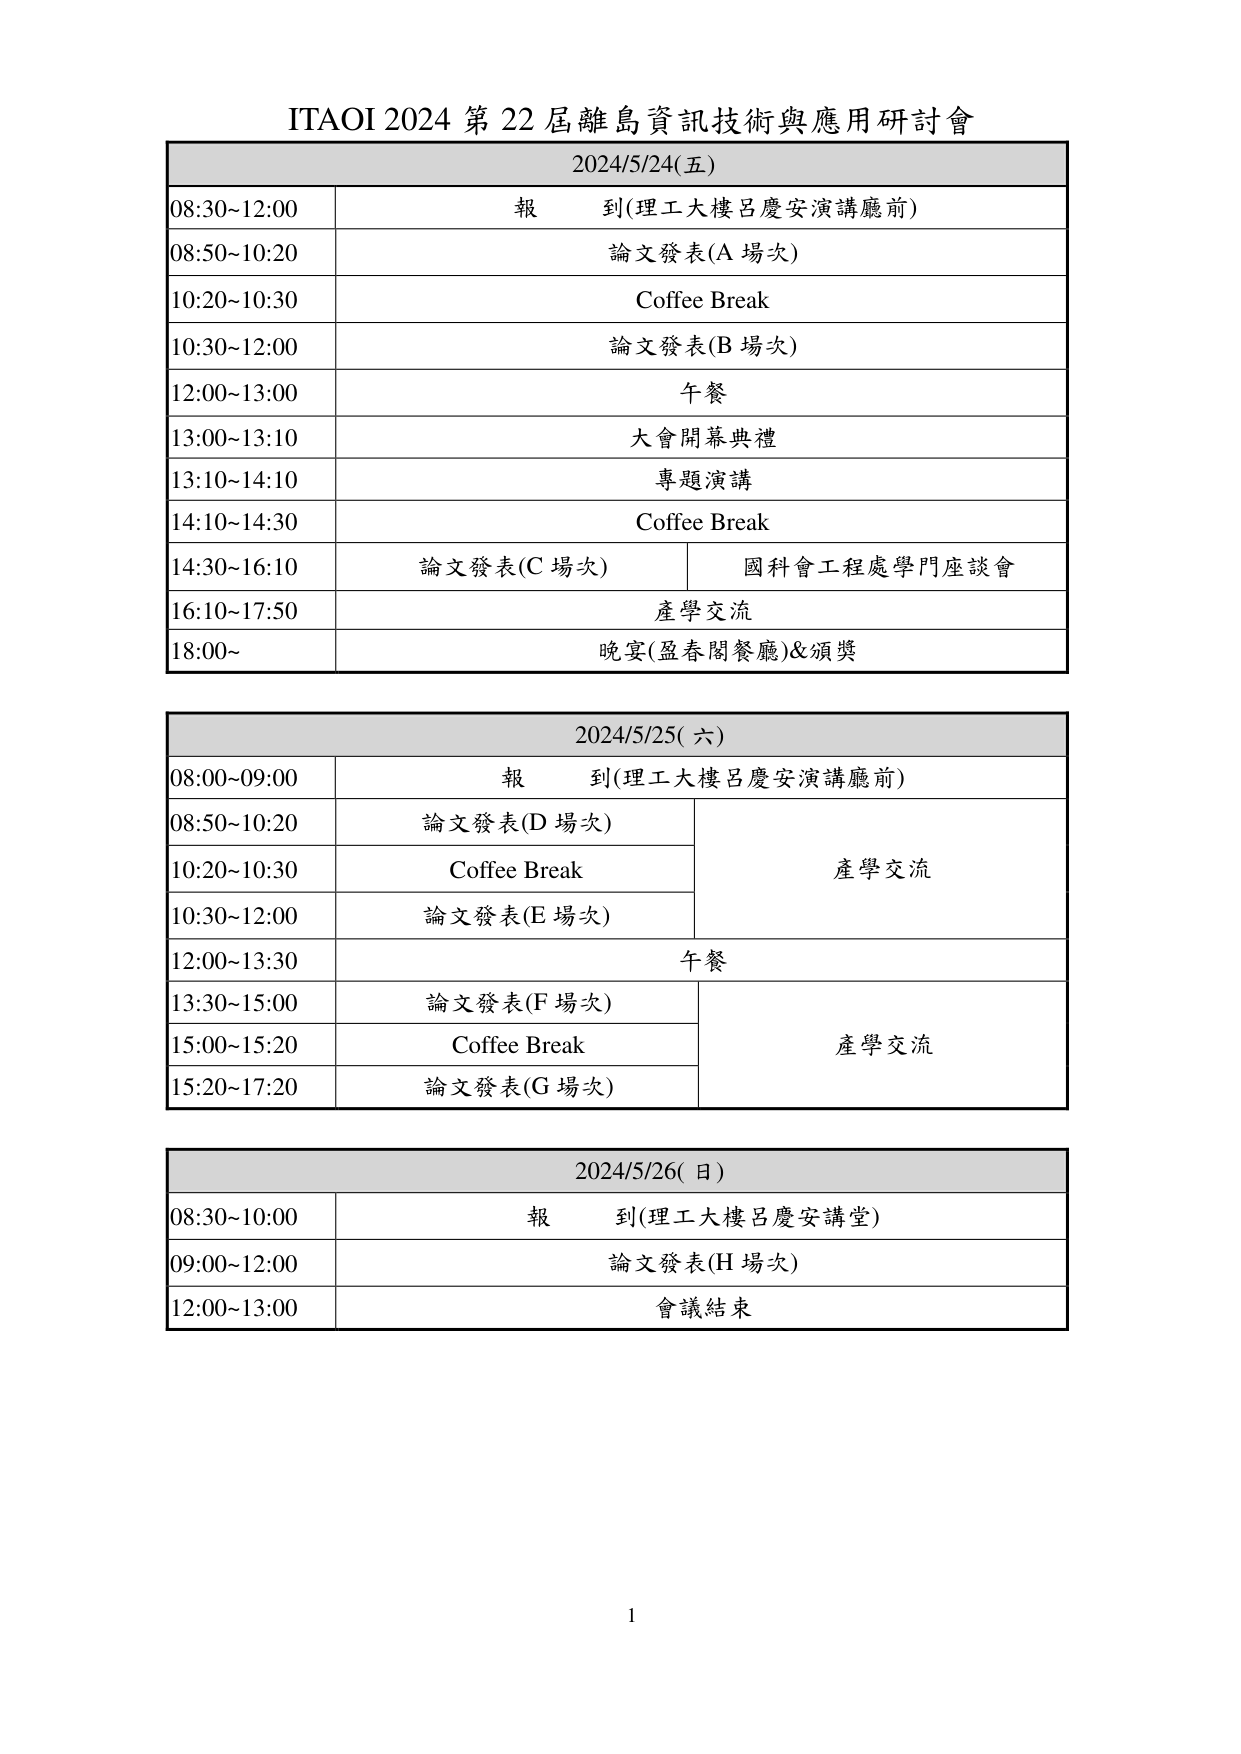 ITAOI 2024 第 22 屆離島資訊技術與應用研討會
2024/5/24(五)
08:30~12:00 報 到(理工大樓呂慶安演講廳前)
08:50~10:20 論文發表(A 場次)
10:20~10:30 Coffee Break
10:30~12:00 論文發表(B 場次)
12:00~13:00 午餐
13:00~13:10 大會開幕典禮
13:10~14:10 專題演講
14:10~14:30 Coffee Break
14:30~16:10 論文發表(C 場次) 國科會工程處學門座談會
16:10~17:50 產學交流
18:00~ 晚宴(盈春閣餐廳)&頒獎
2024/5/25( 六)
08:00~09:00 報 到(理工大樓呂慶安演講廳前)
08:50~10:20 論文發表(D 場次)
10:20~10:30 Coffee Break 產學交流
10:30~12:00 論文發表(E 場次)
12:00~13:30 午餐
13:30~15:00 論文發表(F 場次)
15:00~15:20 Coffee Break 產學交流
15:20~17:20 論文發表(G 場次)
2024/5/26( 日)
08:30~10:00 報 到(理工大樓呂慶安講堂)
09:00~12:00 論文發表(H 場次)
12:00~13:00 會議結束
1